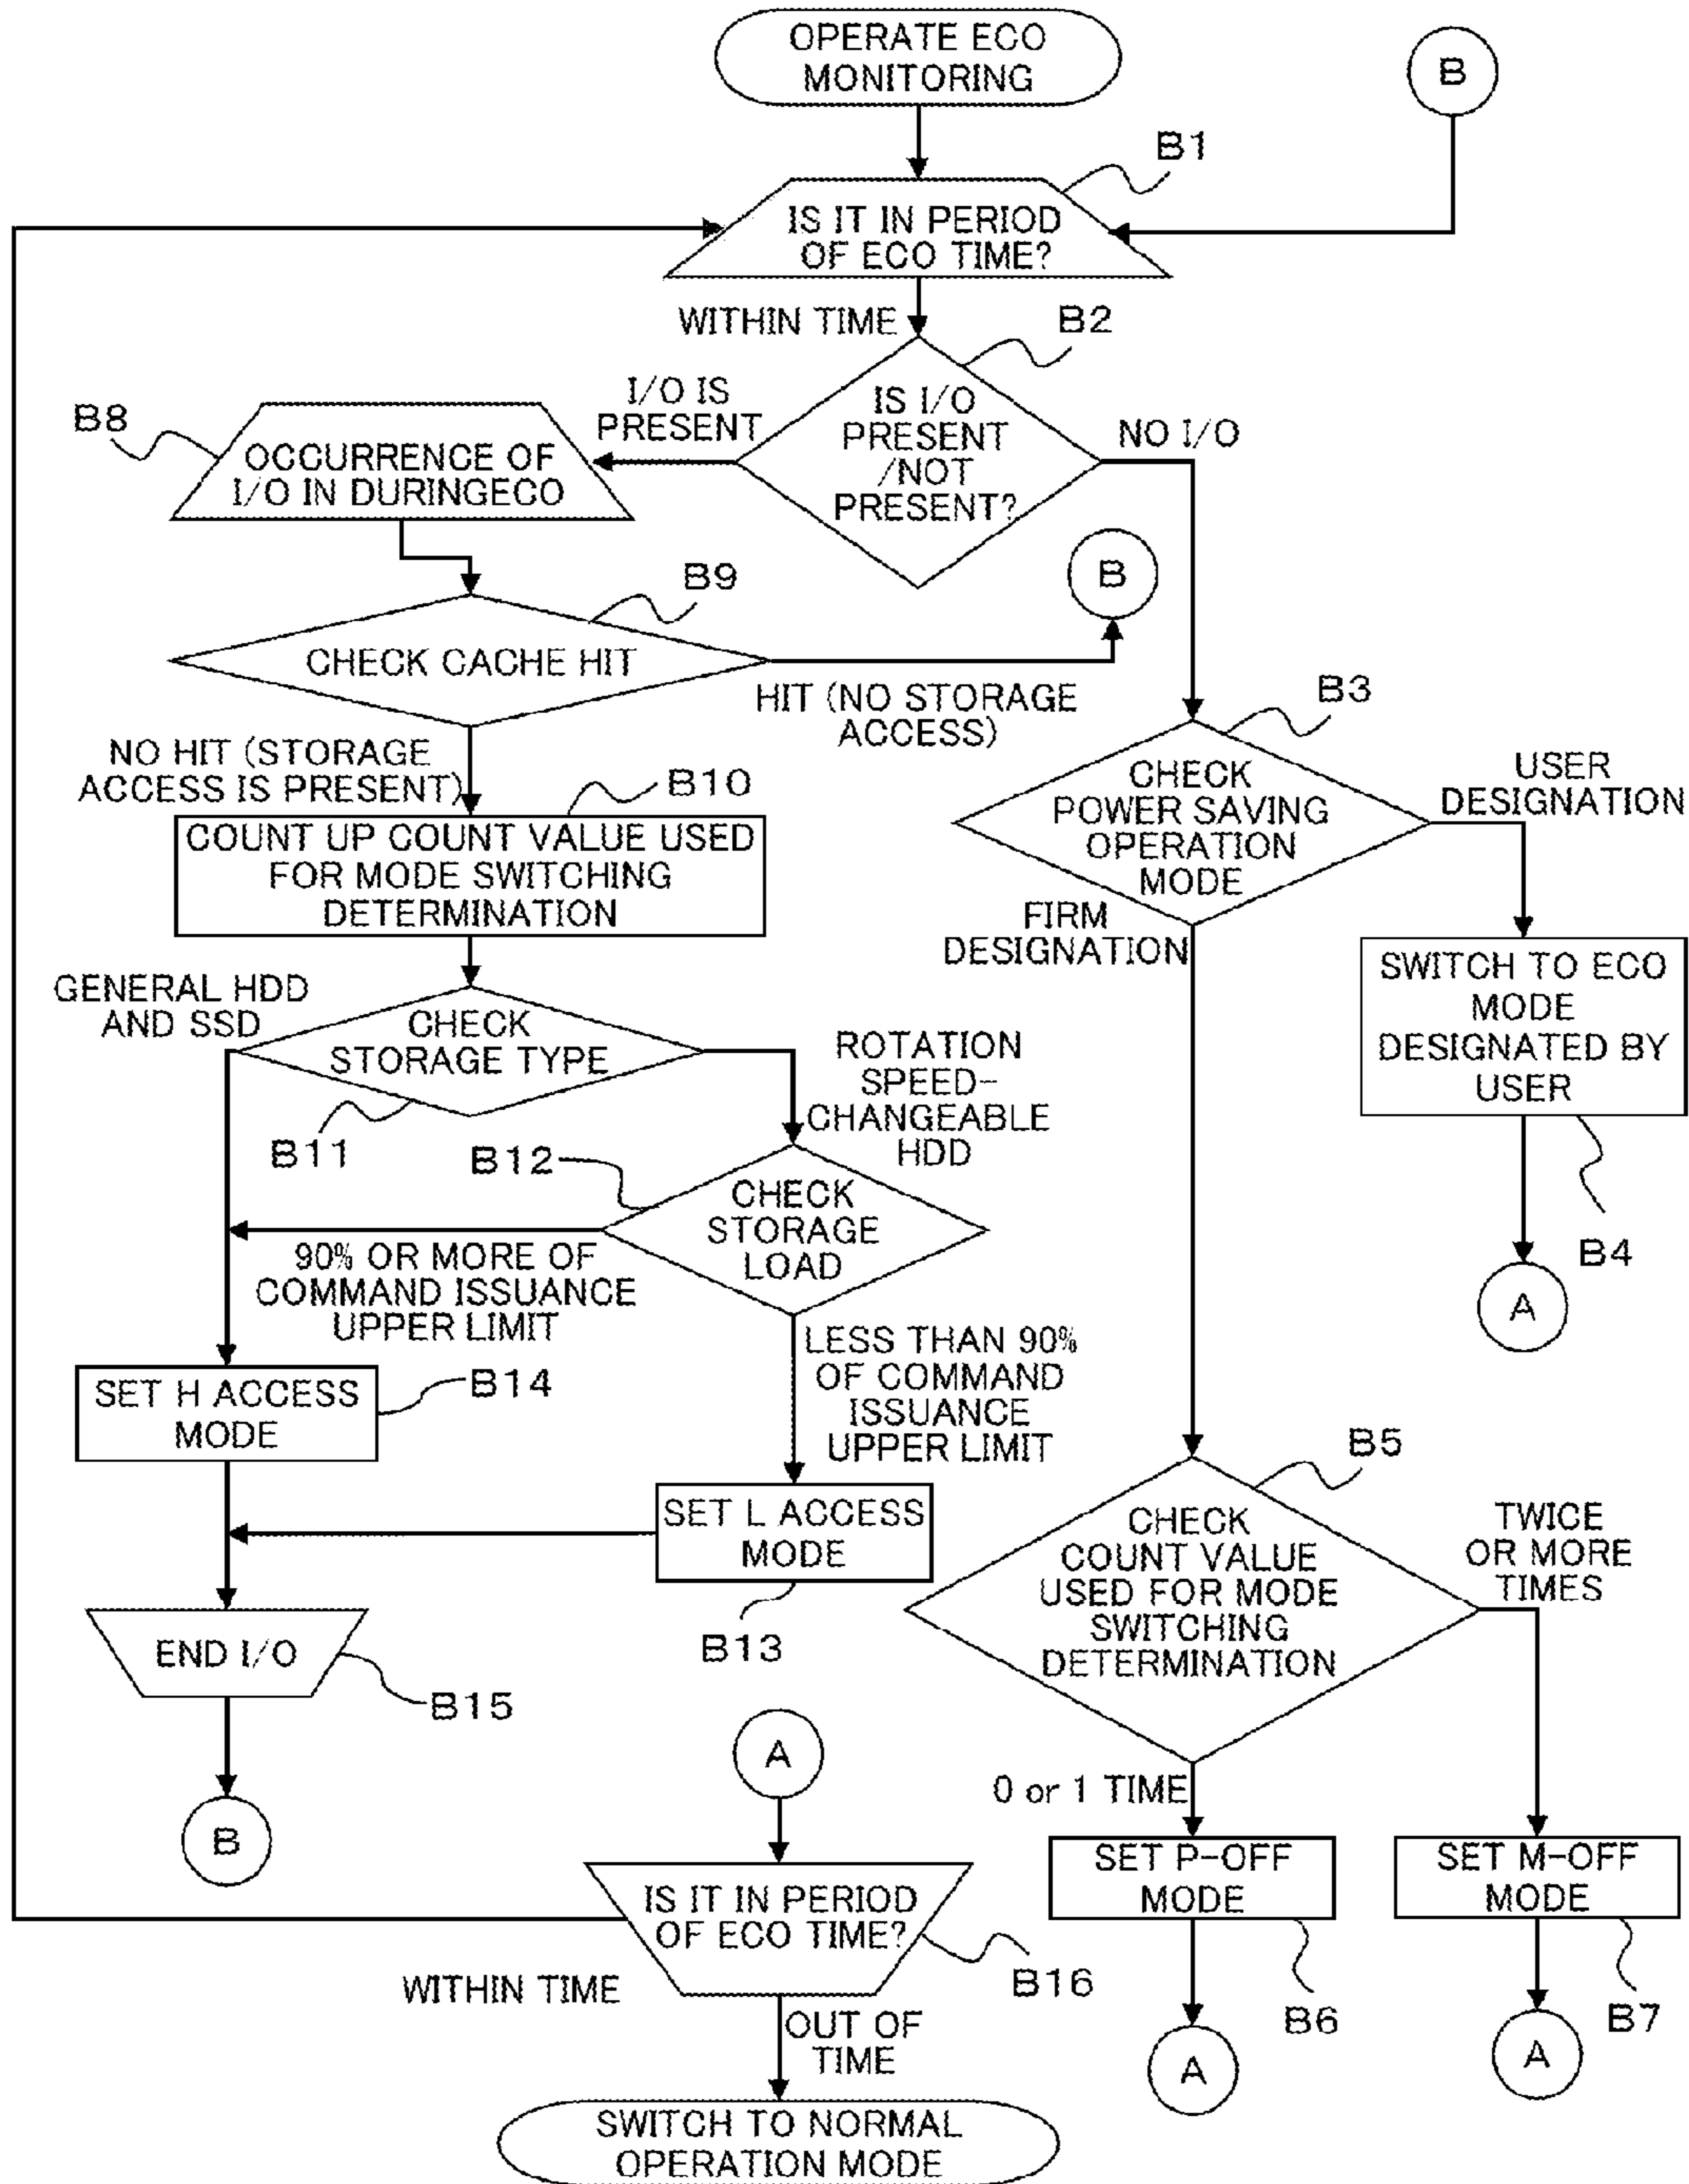 OPERATE ECO
MONITORING
B
B1
IS IT IN PERIOD
OF ECO TIME?
WITHIN TIME
B2
I/O IS
PRESENT
IS I/O
PRESENT
/NOT
PRESENT?
NO I/O
B8
OCCURRENCE OF
I/O IN DURINGECO
B
B9
CHECK CACHE HIT
HIT (NO STORAGE
ACCESS)
B3
NO HIT (STORAGE
ACCESS IS PRESENT)
CHECK
POWER SAVING
OPERATION
MODE
USER
DESIGNATION
B10
COUNT UP COUNT VALUE USED
FOR MODE SWITCHING
DETERMINATION
FIRM
DESIGNATION
SWITCH TO ECO
MODE
DESIGNATED BY
USER
GENERAL HDD
AND SSD
CHECK
STORAGE TYPE
ROTATION
SPEED-
CHANGEABLE
HDD
B11
B12
CHECK
STORAGE
LOAD
B4
A
90% OR MORE OF
COMMAND ISSUANCE
UPPER LIMIT
LESS THAN 90%
OF COMMAND
ISSUANCE
UPPER LIMIT
SET H ACCESS
MODE
B14
B5
SET L ACCESS
MODE
B13
CHECK
COUNT VALUE
USED FOR MODE
SWITCHING
DETERMINATION
TWICE
OR MORE
TIMES
END I/O
B15
A
0 or 1 TIME
B
IS IT IN PERIOD
OF ECO TIME?
B16
SET P-OFF
MODE
SET M-OFF
MODE
WITHIN TIME
OUT OF
TIME
B6
B7
A
A
SWITCH TO NORMAL
OPERATION MODE